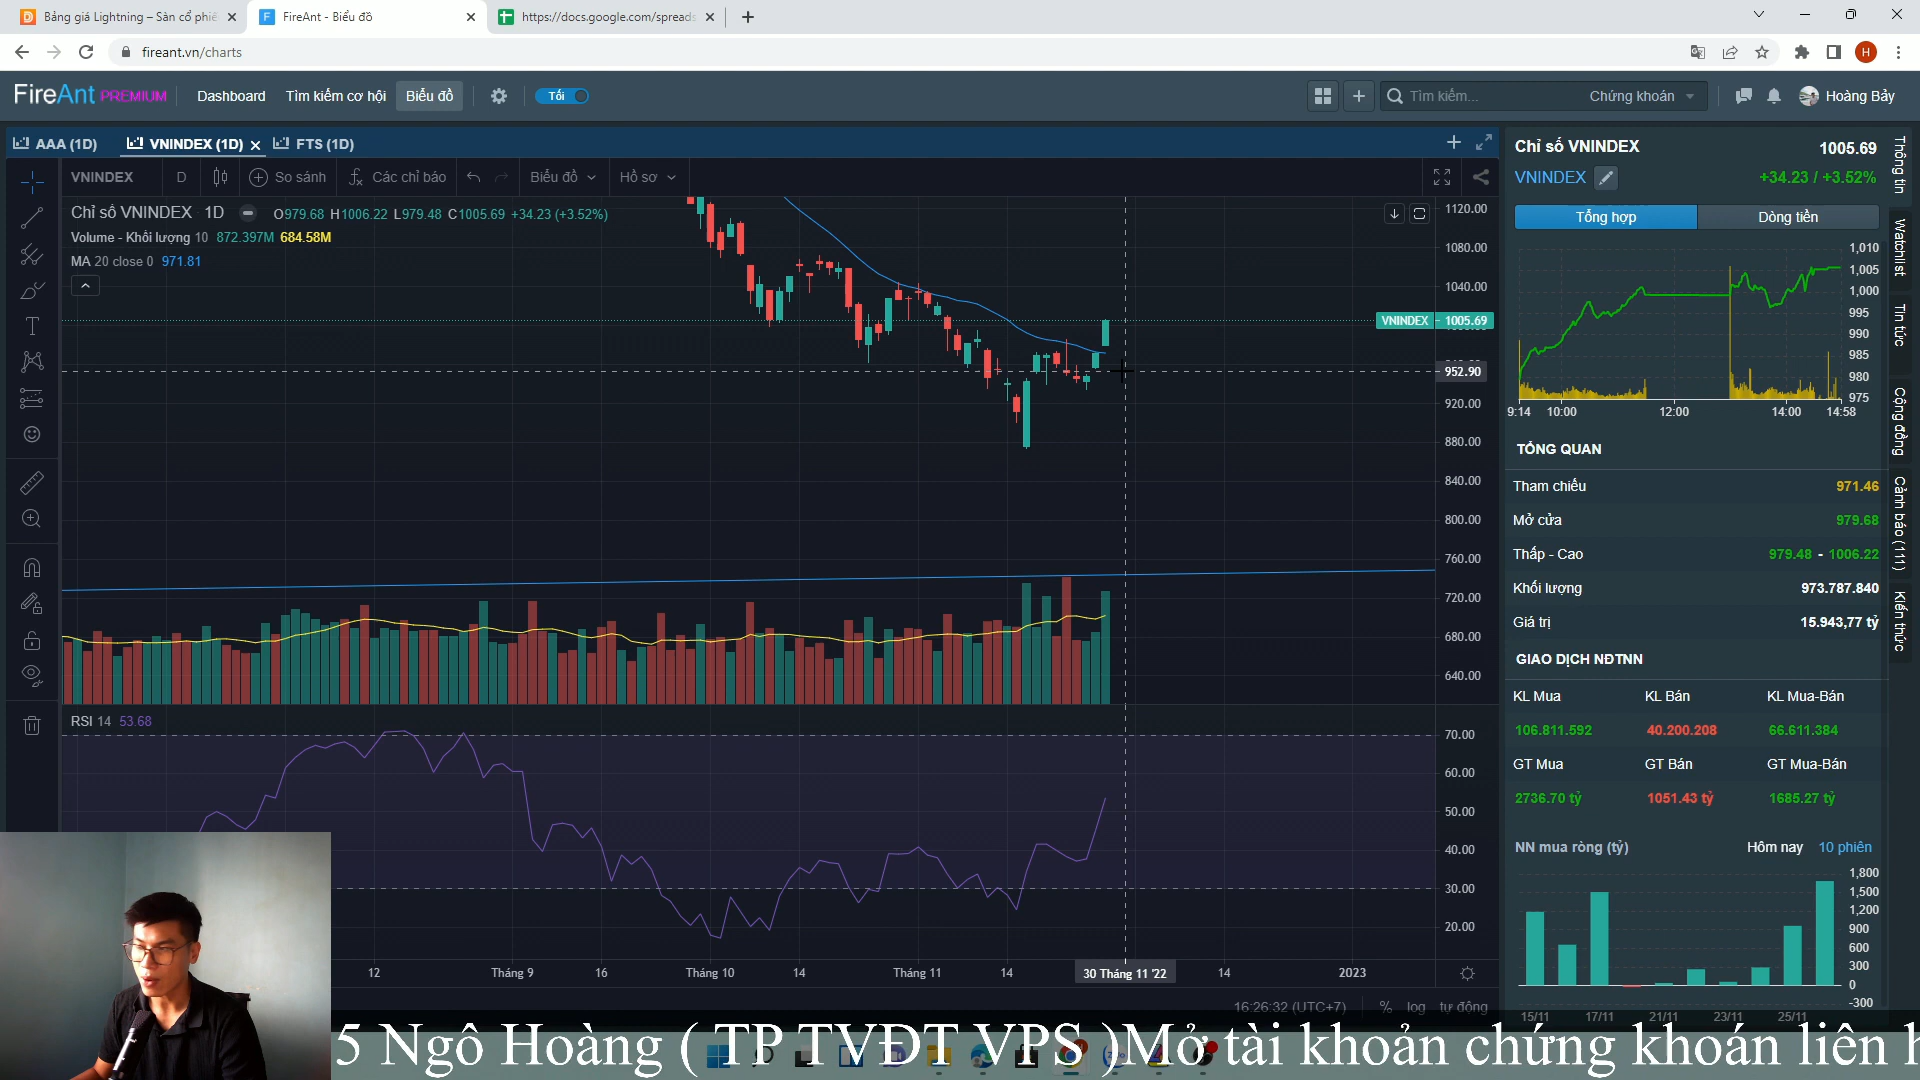 Bảng giá Lightning – Sàn cổ phiế
FireAnt - Biểu đồ
https://docs.google.com/spreads
fireant.vn/charts
H
FireAnt PREMIUM
Dashboard
Tìm kiếm cơ hội
Biểu đồ
Tối
Tìm kiếm...
Chứng khoán
Hoàng Bảy
AAA (1D)
VNINDEX (1D)
FTS (1D)
VNINDEX
D
So sánh
Các chỉ báo
Biểu đồ
Hồ sơ
Chỉ số VNINDEX 1D O979.68 H1006.22 L979.48 C1005.69 +34.23 (+3.52%)
Volume - Khối lượng 10 872.397M 684.58M
MA 20 close 0 971.81
1120.00
1080.00
1040.00
VNINDEX 1005.69
952.90
920.00
880.00
840.00
800.00
760.00
720.00
680.00
640.00
RSI 14 53.68
70.00
60.00
50.00
40.00
30.00
20.00
12
Tháng 9
16
Tháng 10
14
Tháng 11
14
30 Tháng 11 '22
14
2023
16:26:32 (UTC+7)
%
log
tự động
Chỉ số VNINDEX 1005.69
VNINDEX +34.23 / +3.52%
Tổng hợp
Dòng tiền
1,010
1,005
1,000
995
990
985
980
975
9:14 10:00 12:00 14:00 14:58
TỔNG QUAN
Tham chiếu 971.46
Mở cửa 979.68
Thấp - Cao 979.48 - 1006.22
Khối lượng 973.787.840
Giá trị 15.943,77 tỷ
GIAO DỊCH NĐTNN
KL Mua KL Bán KL Mua-Bán
106.811.592 40.200.208 66.611.384
GT Mua GT Bán GT Mua-Bán
2736.70 tỷ 1051.43 tỷ 1685.27 tỷ
NN mua ròng (tỷ) Hôm nay 10 phiên
1,800
1,500
1,200
900
600
300
0
-300
15/11 17/11 21/11 23/11 25/11
Thông tin
Watchlist
Tin tức
Cộng đồng
Cảnh báo (11)
Kiến thức
5 Ngô Hoàng ( TP TVĐT VPS )Mở tài khoản chứng khoán liên h